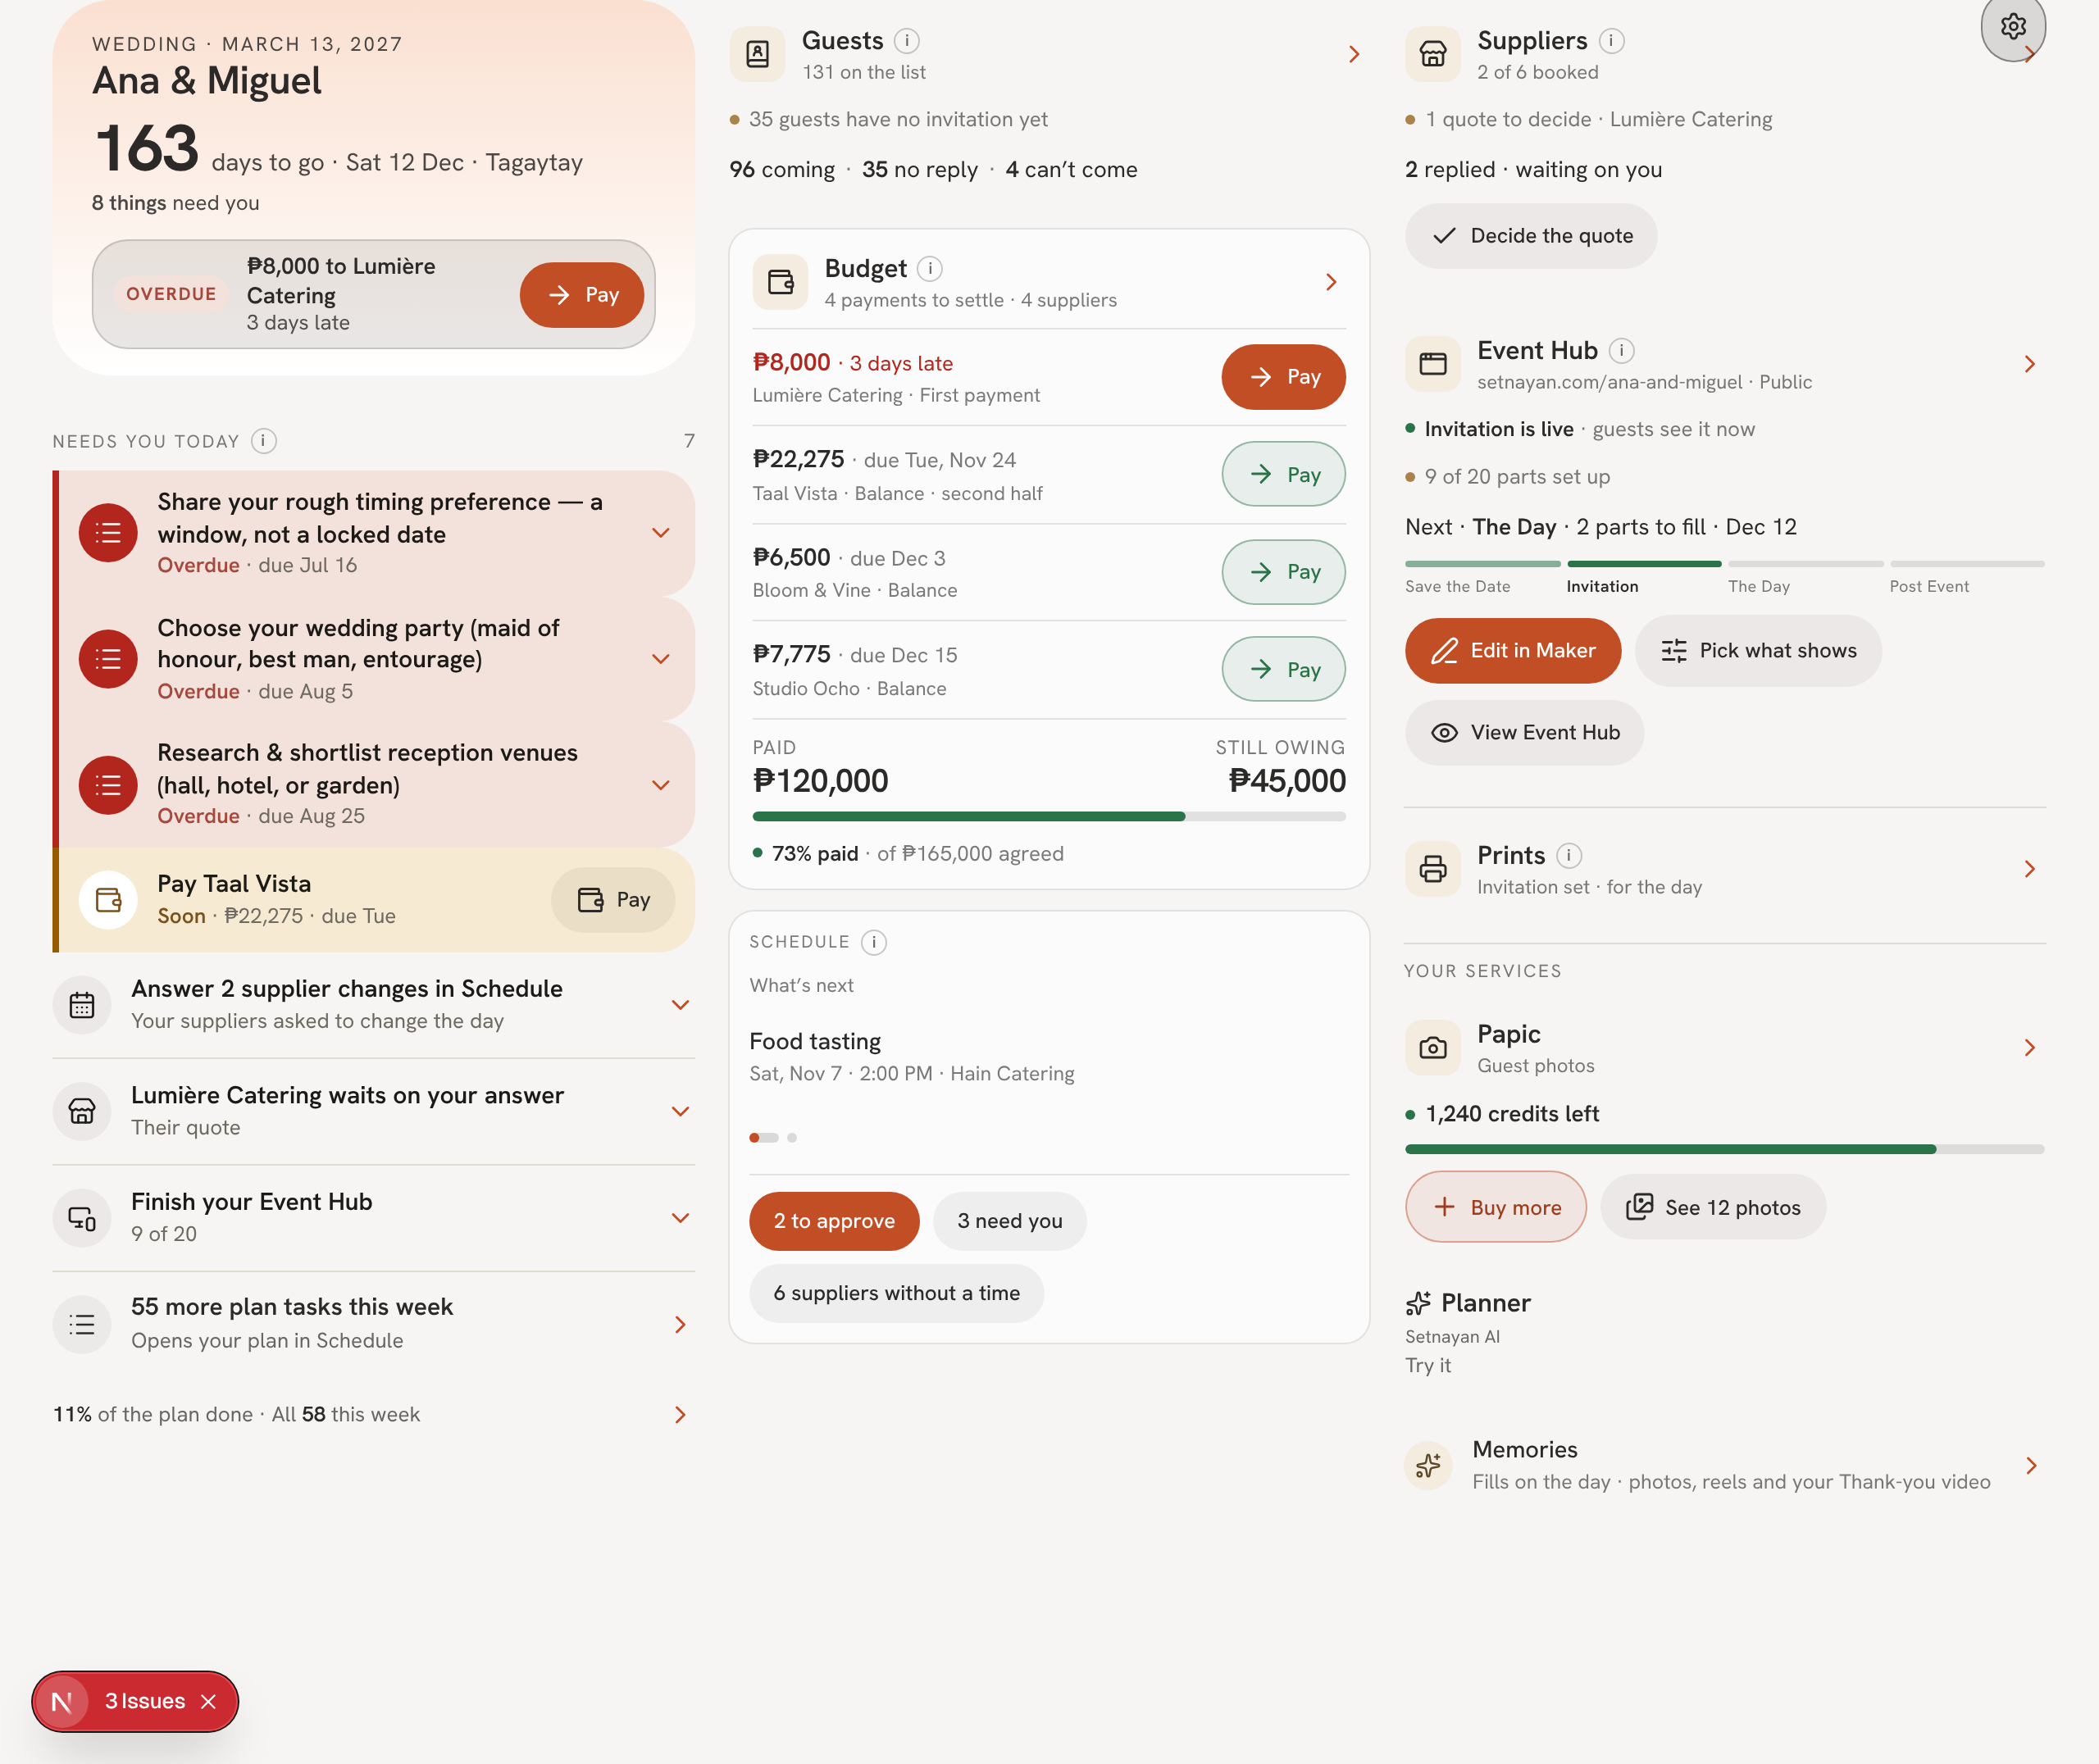 WEDDING · MARCH 13, 2027
Ana & Miguel
163 days to go · Sat 12 Dec · Tagaytay
8 things need you
OVERDUE
₱8,000 to Lumière
Catering
3 days late
Pay
NEEDS YOU TODAY
7
Share your rough timing preference — a
window, not a locked date
Overdue · due Jul 16
Choose your wedding party (maid of
honour, best man, entourage)
Overdue · due Aug 5
Research & shortlist reception venues
(hall, hotel, or garden)
Overdue · due Aug 25
Pay Taal Vista
Soon · ₱22,275 · due Tue
Pay
Answer 2 supplier changes in Schedule
Your suppliers asked to change the day
Lumière Catering waits on your answer
Their quote
Finish your Event Hub
9 of 20
55 more plan tasks this week
Opens your plan in Schedule
11% of the plan done · All 58 this week
3 Issues
Guests
131 on the list
35 guests have no invitation yet
96 coming · 35 no reply · 4 can’t come
Budget
4 payments to settle · 4 suppliers
₱8,000 · 3 days late
Lumière Catering · First payment
Pay
₱22,275 · due Tue, Nov 24
Taal Vista · Balance · second half
Pay
₱6,500 · due Dec 3
Bloom & Vine · Balance
Pay
₱7,775 · due Dec 15
Studio Ocho · Balance
Pay
PAID
STILL OWING
₱120,000
₱45,000
73% paid · of ₱165,000 agreed
SCHEDULE
What’s next
Food tasting
Sat, Nov 7 · 2:00 PM · Hain Catering
2 to approve
3 need you
6 suppliers without a time
Suppliers
2 of 6 booked
1 quote to decide · Lumière Catering
2 replied · waiting on you
Decide the quote
Event Hub
setnayan.com/ana-and-miguel · Public
Invitation is live · guests see it now
9 of 20 parts set up
Next · The Day · 2 parts to fill · Dec 12
Save the Date
Invitation
The Day
Post Event
Edit in Maker
Pick what shows
View Event Hub
Prints
Invitation set · for the day
YOUR SERVICES
Papic
Guest photos
1,240 credits left
Buy more
See 12 photos
Planner
Setnayan AI
Try it
Memories
Fills on the day · photos, reels and your Thank-you video